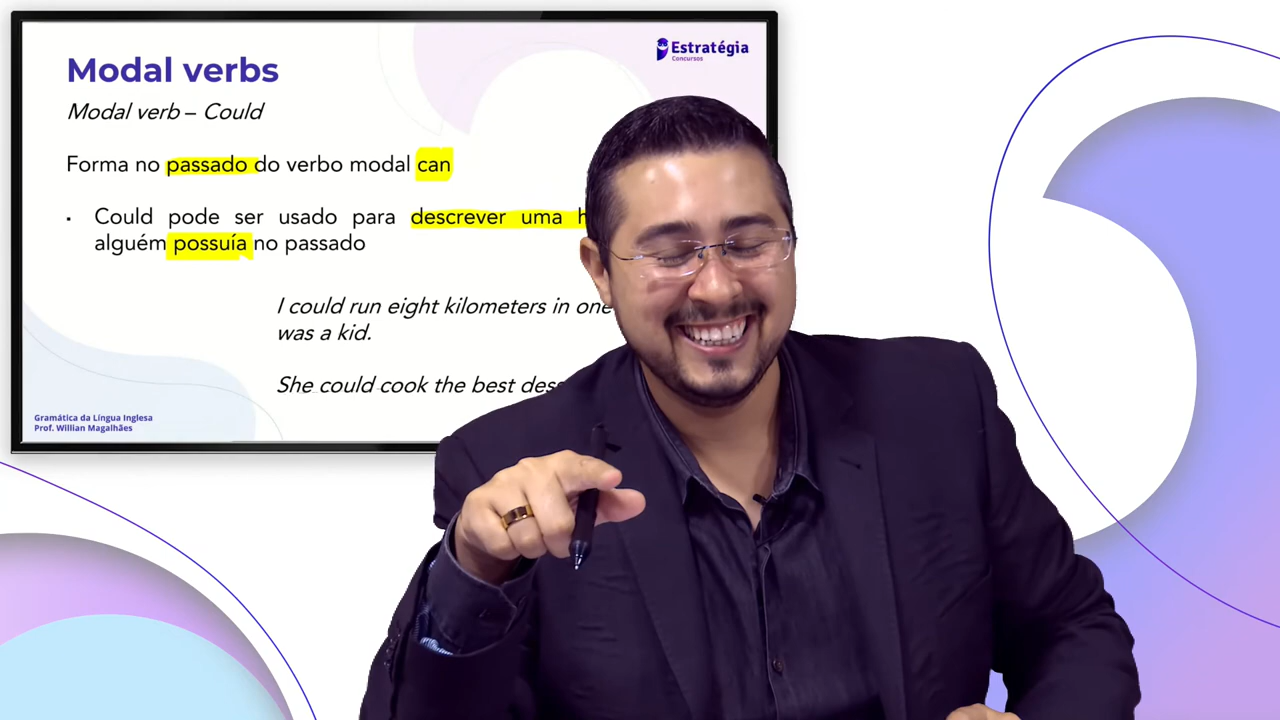 Estratégia
Concursos
Modal verbs
Modal verb – Could
Forma no passado do verbo modal can
▪ Could pode ser usado para descrever uma
alguém possuía no passado
I could run eight kilometers in one
was a kid.
She could cook the best
Gramática da Língua Inglesa
Prof. Willian Magalhães